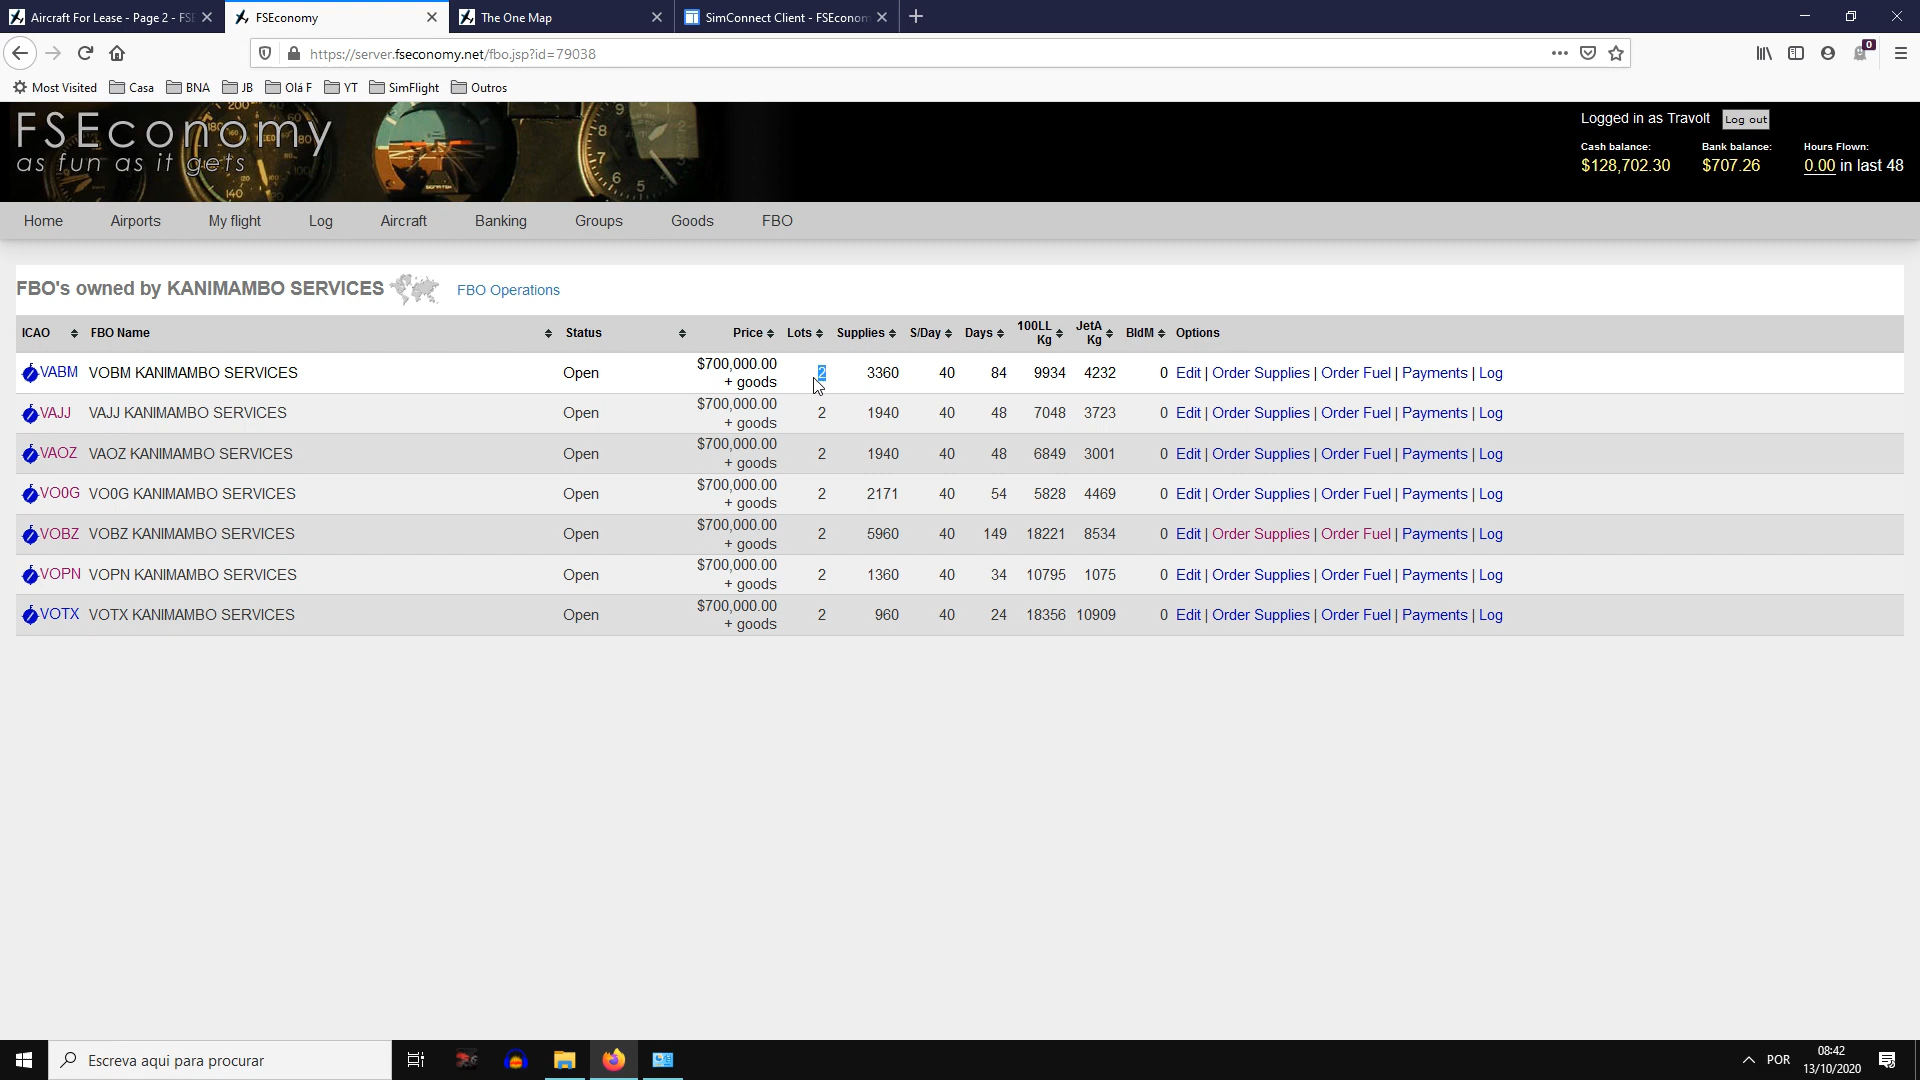 Aircraft For Lease - Page 2 - FSE
FSEconomy
The One Map
SimConnect Client - FSEconom
https://server.fseconomy.net/fbo.jsp?id=79038
0
Most Visited Casa BNA JB Olá F YT SimFlight Outros
FSEconomy
as fun as it gets
Logged in as Travolt Log out
Cash balance: Bank balance: Hours Flown:
$128,702.30 $707.26 0.00 in last 48
Home Airports My flight Log Aircraft Banking Groups Goods FBO
FBO's owned by KANIMAMBO SERVICES FBO Operations
ICAO FBO Name Status Price Lots Supplies S/Day Days 100LL Kg JetA Kg BldM Options
VABM VOBM KANIMAMBO SERVICES Open $700,000.00 + goods 2 3360 40 84 9934 4232 0 Edit | Order Supplies | Order Fuel | Payments | Log
VAJJ VAJJ KANIMAMBO SERVICES Open $700,000.00 + goods 2 1940 40 48 7048 3723 0 Edit | Order Supplies | Order Fuel | Payments | Log
VAOZ VAOZ KANIMAMBO SERVICES Open $700,000.00 + goods 2 1940 40 48 6849 3001 0 Edit | Order Supplies | Order Fuel | Payments | Log
VO0G VO0G KANIMAMBO SERVICES Open $700,000.00 + goods 2 2171 40 54 5828 4469 0 Edit | Order Supplies | Order Fuel | Payments | Log
VOBZ VOBZ KANIMAMBO SERVICES Open $700,000.00 + goods 2 5960 40 149 18221 8534 0 Edit | Order Supplies | Order Fuel | Payments | Log
VOPN VOPN KANIMAMBO SERVICES Open $700,000.00 + goods 2 1360 40 34 10795 1075 0 Edit | Order Supplies | Order Fuel | Payments | Log
VOTX VOTX KANIMAMBO SERVICES Open $700,000.00 + goods 2 960 40 24 18356 10909 0 Edit | Order Supplies | Order Fuel | Payments | Log
Escreva aqui para procurar
POR
08:42
13/10/2020